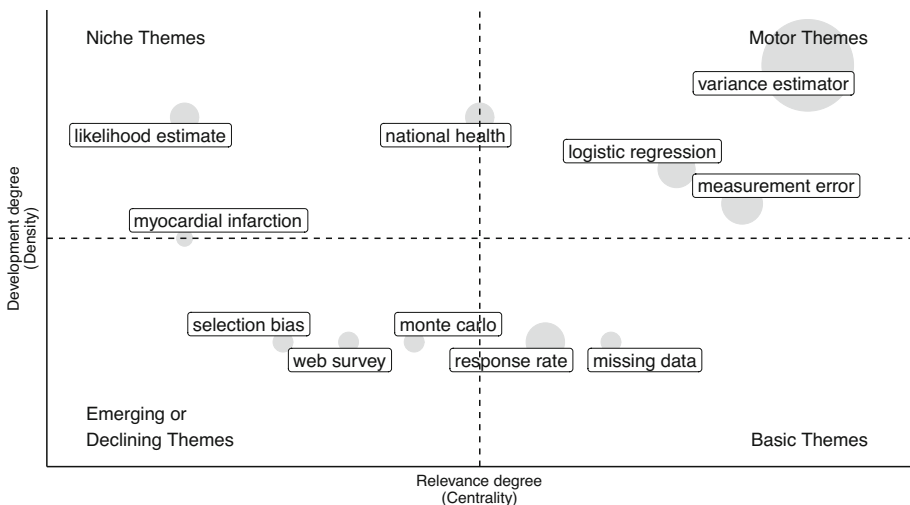 Niche Themes
Motor Themes
variance estimator
likelihood estimate
national health
logistic regression
measurement error
myocardial infarction
Development degree
(Density)
selection bias
monte carlo
web survey
response rate
missing data
Emerging or
Declining Themes
Basic Themes
Relevance degree
(Centrality)